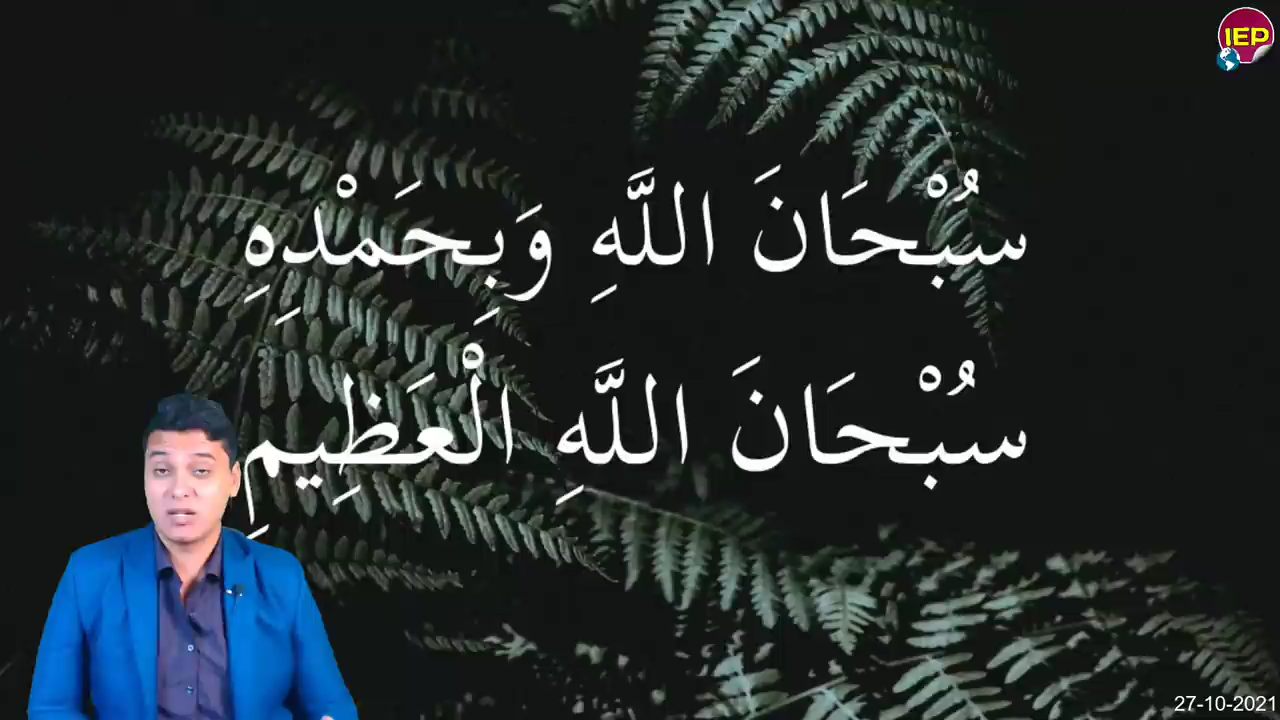 IEP
سُبْحَانَ اللَّهِ وَبِحَمْدِهِ
سُبْحَانَ اللَّهِ الْعَظِيمِ
27-10-2021